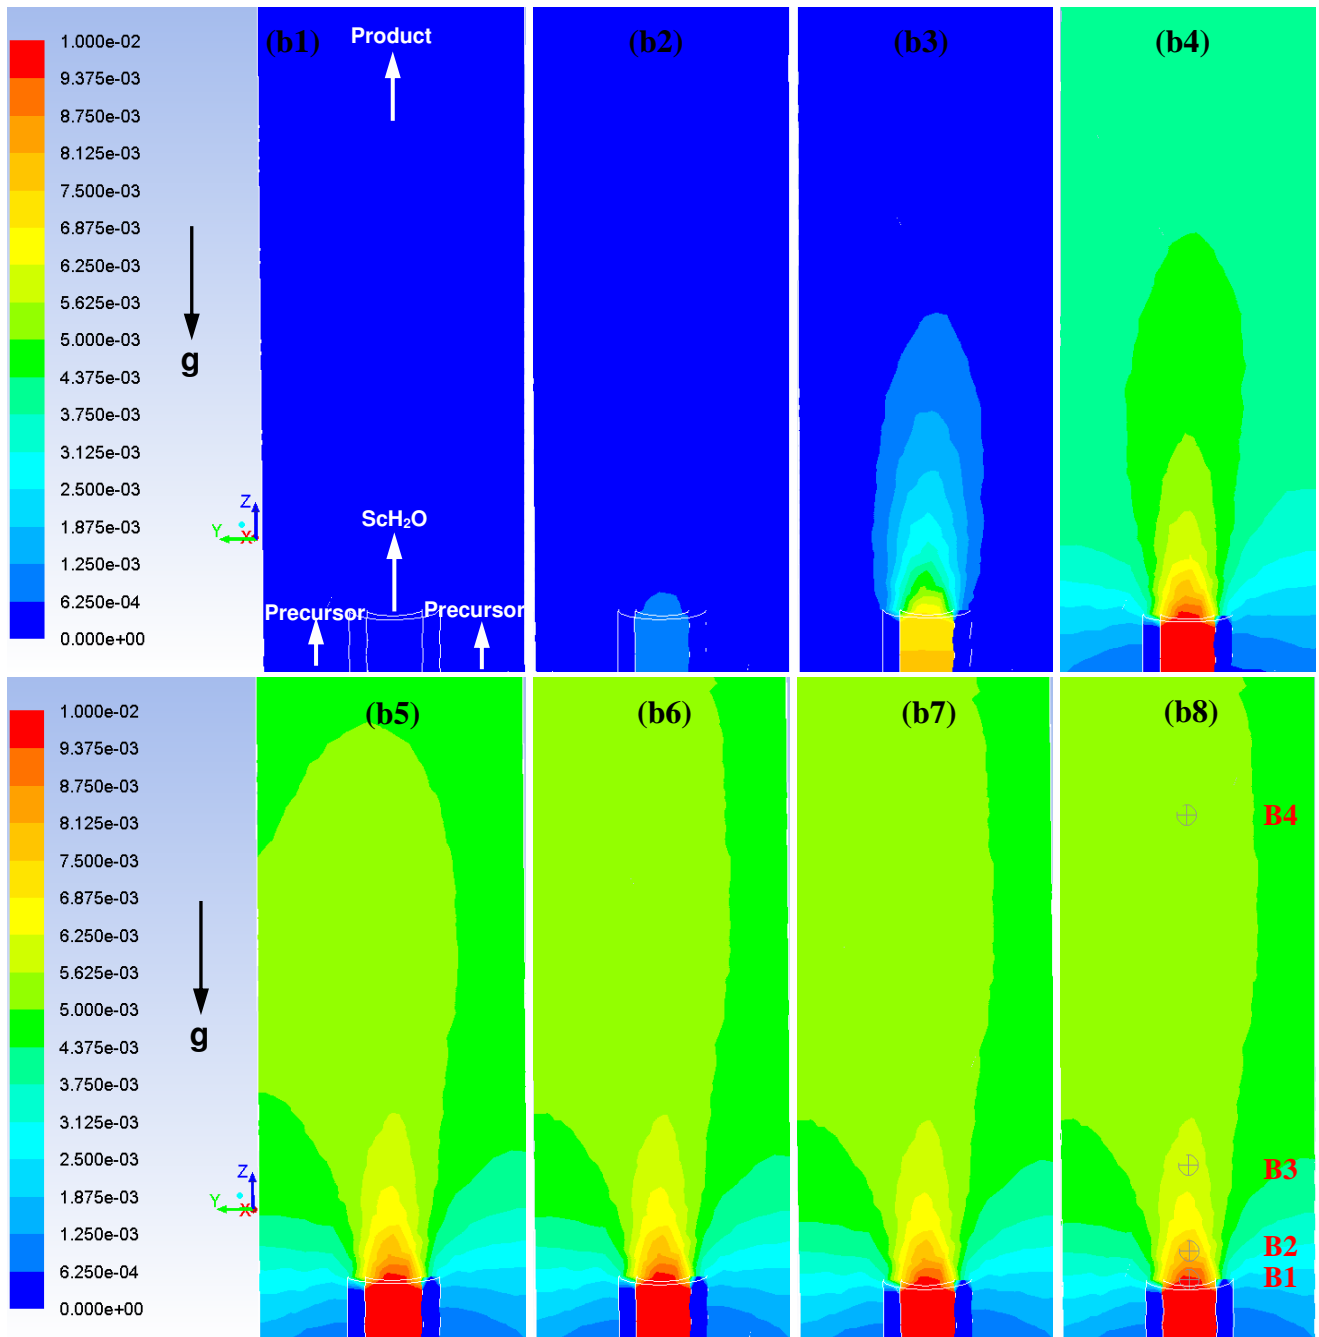 (b1)
Product
(b2)
(b3)
(b4)
1.000e-02
9.375e-03
8.750e-03
8.125e-03
7.500e-03
6.875e-03
6.250e-03
5.625e-03
5.000e-03
4.375e-03
3.750e-03
3.125e-03
2.500e-03
1.875e-03
1.250e-03
6.250e-04
0.000e+00
g
Z
Y
X
ScH₂O
Precursor
Precursor
(b5)
(b6)
(b7)
(b8)
1.000e-02
9.375e-03
8.750e-03
8.125e-03
7.500e-03
6.875e-03
6.250e-03
5.625e-03
5.000e-03
4.375e-03
3.750e-03
3.125e-03
2.500e-03
1.875e-03
1.250e-03
6.250e-04
0.000e+00
g
Z
Y
X
B4
B3
B2
B1